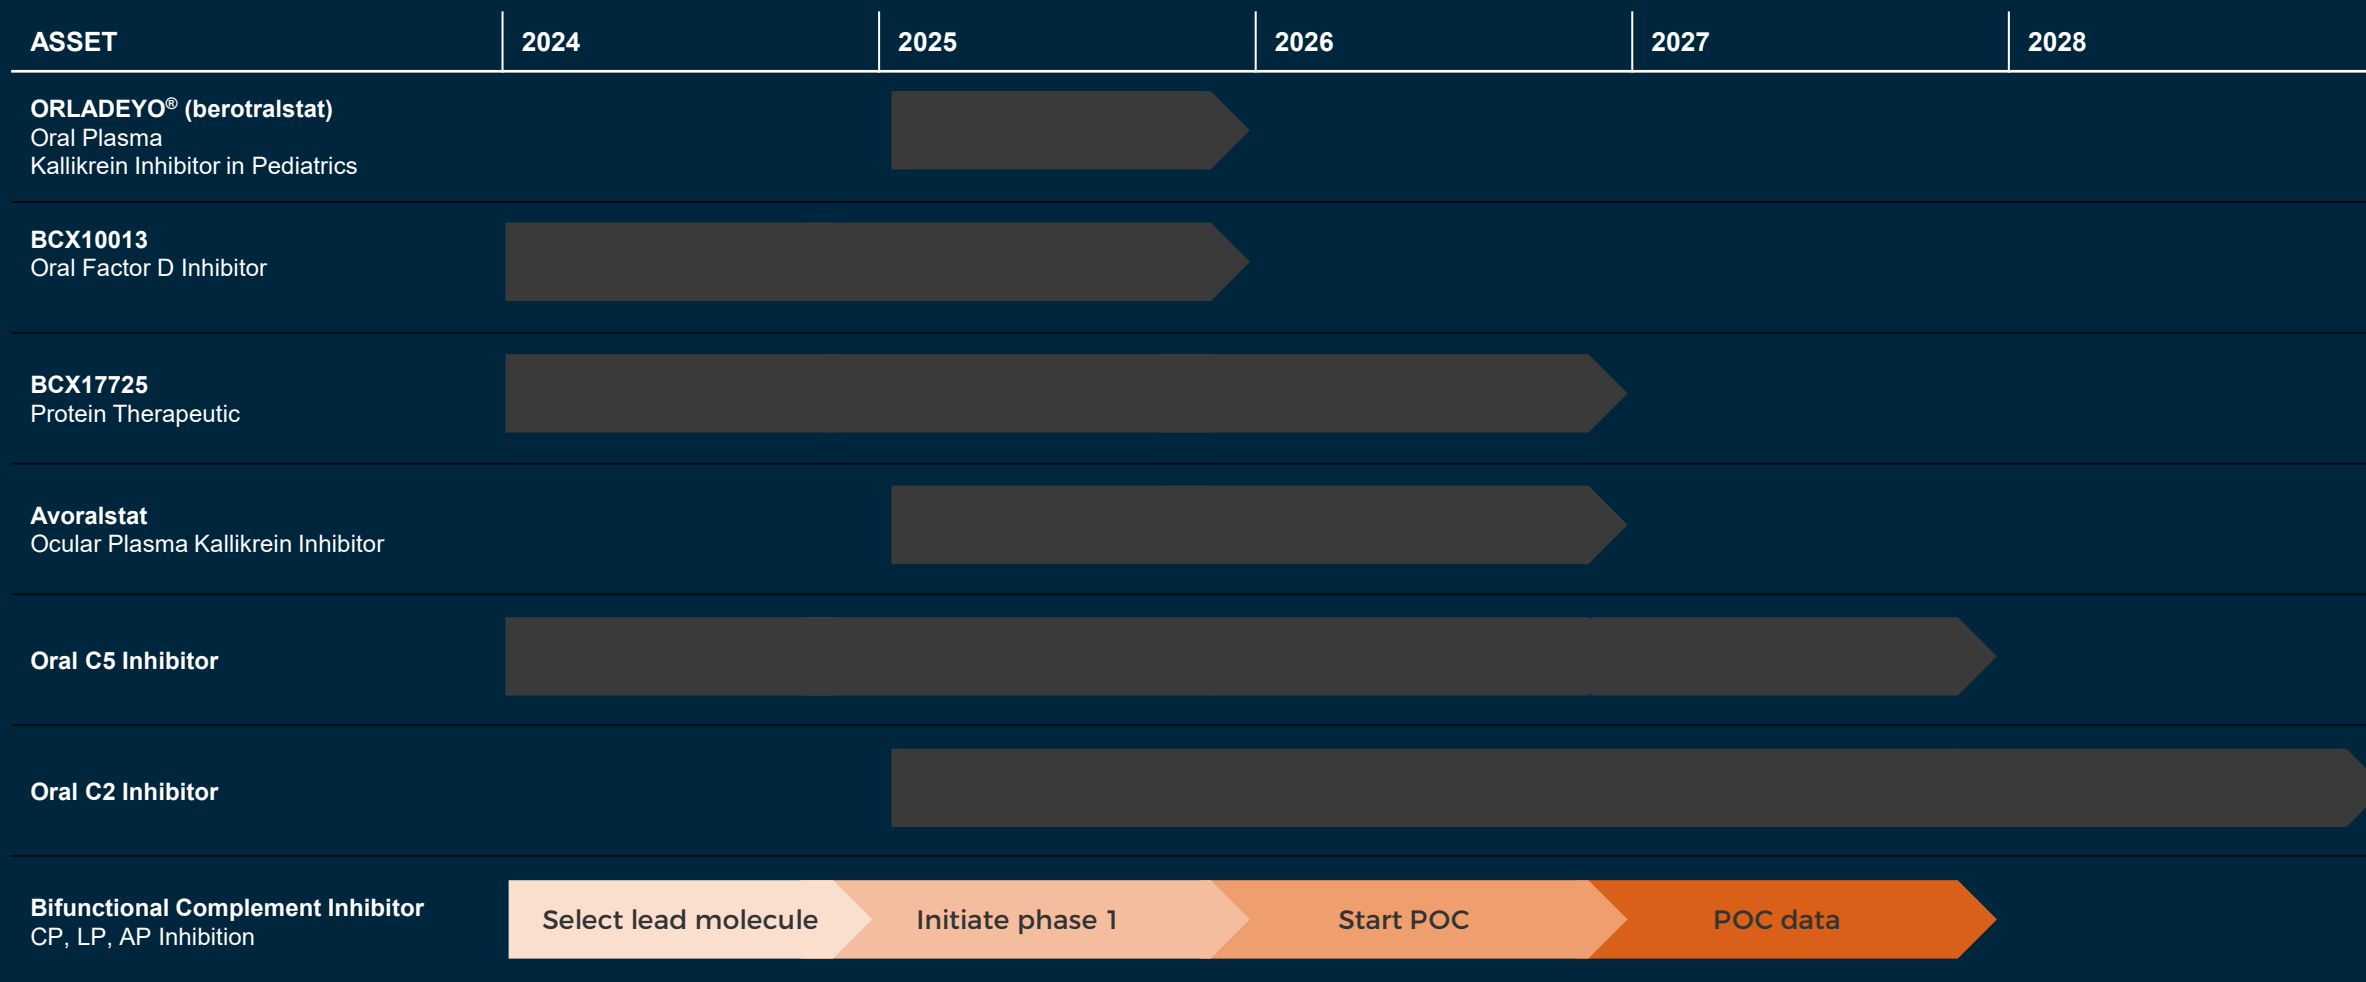 ASSET 2024 2025 2026 2027 2028
ORLADEYO® (berotralstat)
Oral Plasma
Kallikrein Inhibitor in Pediatrics
BCX10013
Oral Factor D Inhibitor
BCX17725
Protein Therapeutic
Avoralstat
Ocular Plasma Kallikrein Inhibitor
Oral C5 Inhibitor
Oral C2 Inhibitor
Bifunctional Complement Inhibitor
CP, LP, AP Inhibition
Select lead molecule Initiate phase 1 Start POC POC data